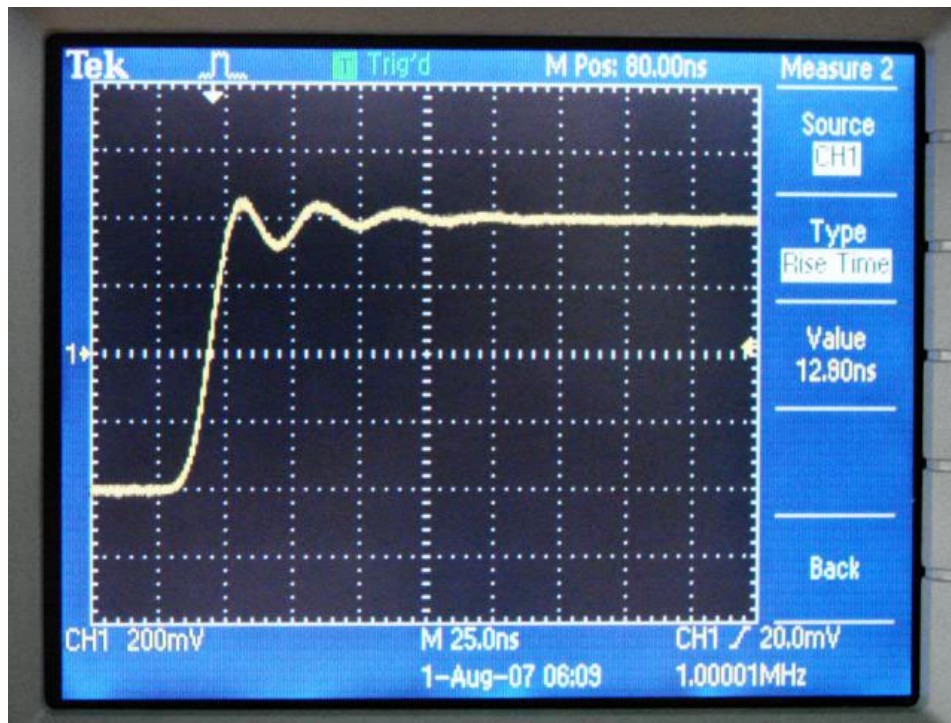 Tek T Trig'd M Pos: 80.00ns Measure 2
Source
CH1
Type
Rise Time
Value
12.80ns
1
Back
CH1 200mV M 25.0ns CH1 20.0mV
1-Aug-07 06:09 1.00001MHz